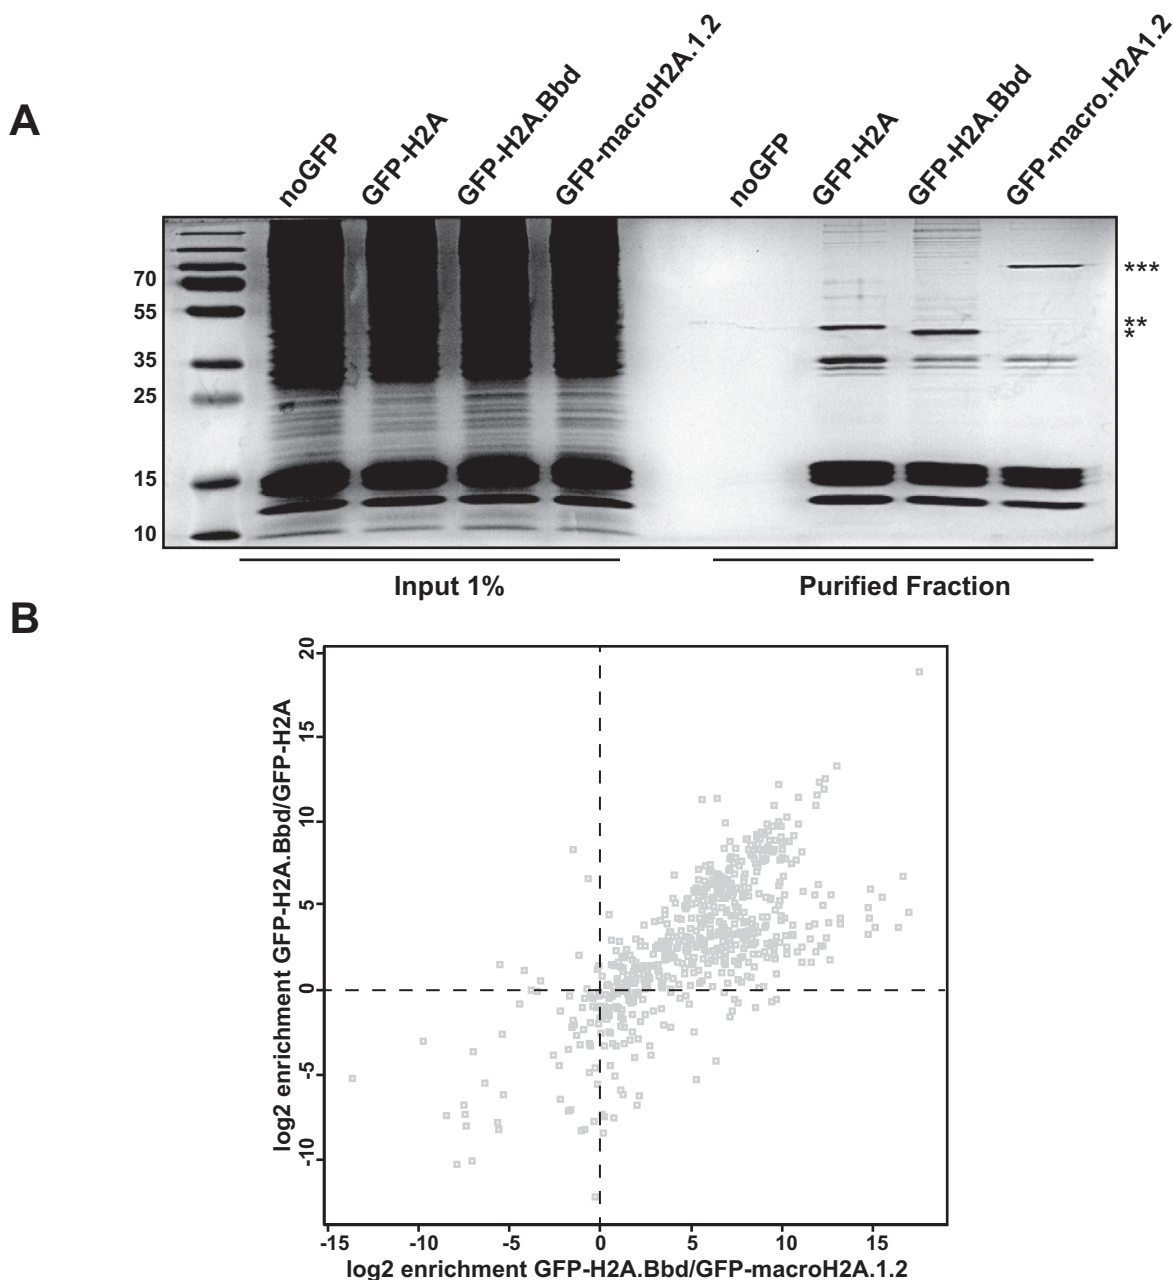 A
noGFP
GFP-H2A
GFP-H2A.Bbd
GFP-macroH2A.1.2
noGFP
GFP-H2A
GFP-H2A.Bbd
GFP-macro.H2A1.2
70
55
35
25
15
10
***
**
*
Input 1%
Purified Fraction
B
log2 enrichment GFP-H2A.Bbd/GFP-H2A
20
15
10
5
0
-5
-10
-15
-10
-5
0
5
10
15
log2 enrichment GFP-H2A.Bbd/GFP-macroH2A.1.2